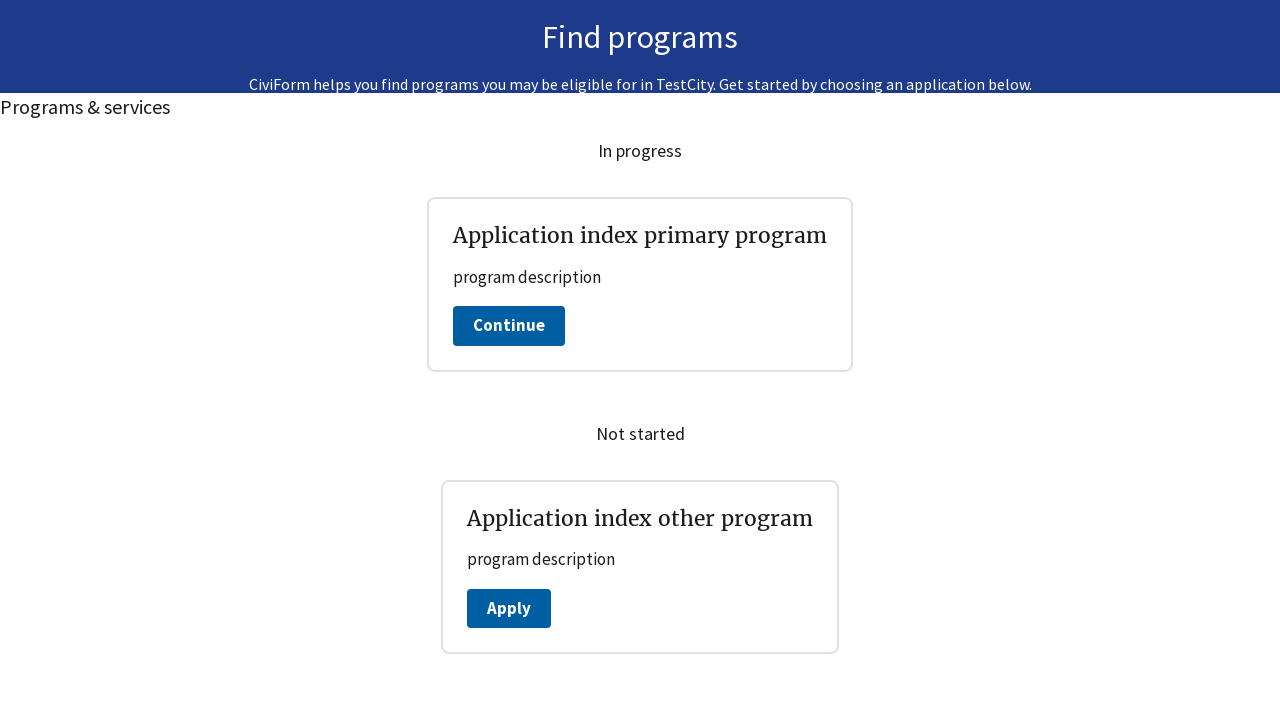 Find programs
CiviForm helps you find programs you may be eligible for in TestCity. Get started by choosing an application below.
Programs & services
In progress
Application index primary program
program description
Continue
Not started
Application index other program
program description
Apply